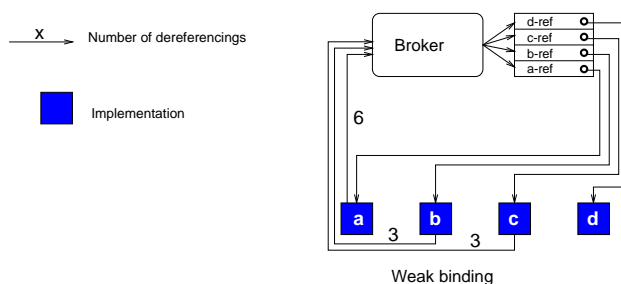 X
Number of dereferencings
Implementation
Broker
d-ref
c-ref
b-ref
a-ref
6
a
b
c
d
3
3
Weak binding